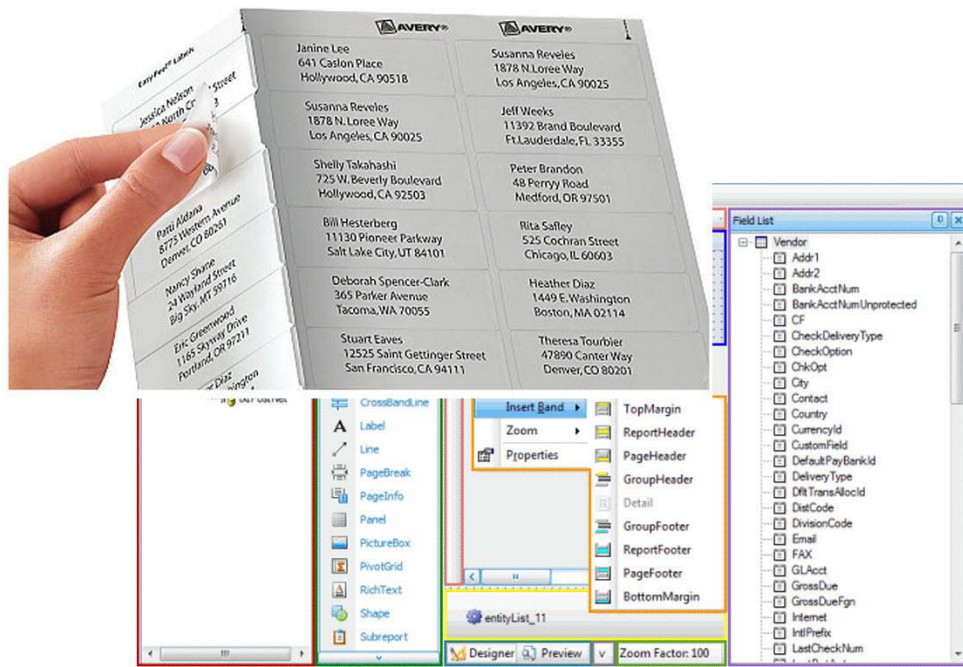 AVERY® AVERY®
Easy Peel® Labels
Janine Lee
641 Caslon Place
Hollywood, CA 90518
Susanna Reveles
1878 N.Loree Way
Los Angeles, CA 90025
Jessica Nelson
North Street
Susanna Reveles
1878 N. Loree Way
Los Angeles, CA 90025
Jeff Weeks
11392 Brand Boulevard
Ft.Lauderdale, FL 33355
Shelly Takahashi
725 W. Beverly Boulevard
Hollywood, CA 92503
Peter Brandon
48 Perryy Road
Medford, OR 97501
Patti Aldana
8775 Western Avenue
Denver, CO 80261
Bill Hesterberg
11130 Pioneer Parkway
Salt Lake City, UT 84101
Rita Safley
525 Cochran Street
Chicago, IL 60603
Nancy Shane
24 Wayland Street
Big Sky, MT 59716
Deborah Spencer-Clark
365 Parker Avenue
Tacoma, WA 70055
Heather Diaz
1449 E. Washington
Boston, MA 02114
Eric Greenwood
1165 Skyway Drive
Portland, OR 97211
Stuart Eaves
12525 Saint Gettinger Street
San Francisco, CA 94111
Theresa Tourbier
47890 Canter Way
Denver, CO 80201
Diaz
Field List
Vendor
Addr1
Addr2
BankAcctNum
BankAcctNumUnprotected
CF
CheckDeliveryType
CheckOption
ChkOpt
City
Contact
Country
CurrencyId
CustomField
DefaultPayBankId
DeliveryType
DfltTransAllocId
DistCode
DivisionCode
Email
FAX
GLAcct
GrossDue
GrossDueFgn
Internet
IntlPrefix
LastCheckNum
CrossBandLine
Label
Line
PageBreak
PageInfo
Panel
PictureBox
PivotGrid
RichText
Shape
Subreport
Insert Band
Zoom
Properties
TopMargin
ReportHeader
PageHeader
GroupHeader
Detail
GroupFooter
ReportFooter
PageFooter
BottomMargin
entityList_11
Designer Preview v Zoom Factor: 100